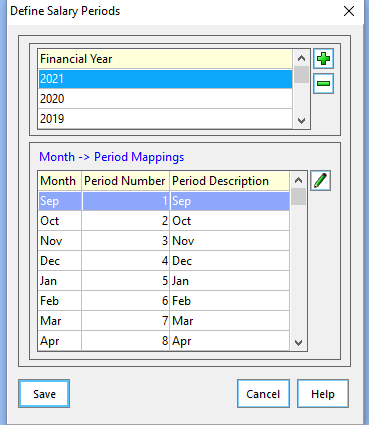 Define Salary Periods
Financial Year
2021
2020
2019
Month -> Period Mappings
Month Period Number Period Description
Sep 1 Sep
Oct 2 Oct
Nov 3 Nov
Dec 4 Dec
Jan 5 Jan
Feb 6 Feb
Mar 7 Mar
Apr 8 Apr
Save Cancel Help